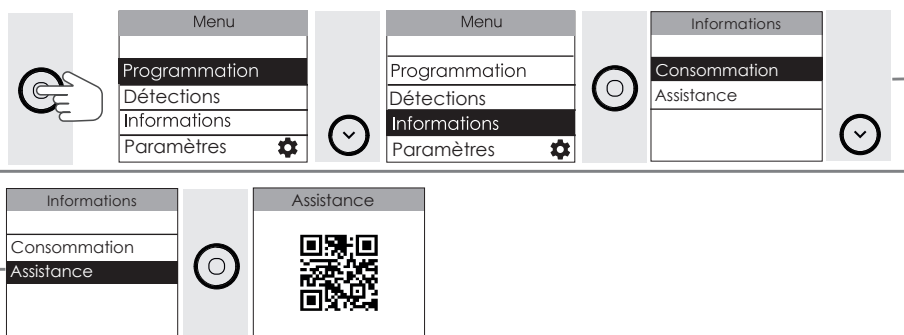 Menu
Programmation
Détections
Informations
Paramètres
Menu
Programmation
Détections
Informations
Paramètres
Informations
Consommation
Assistance
Informations
Consommation
Assistance
Assistance